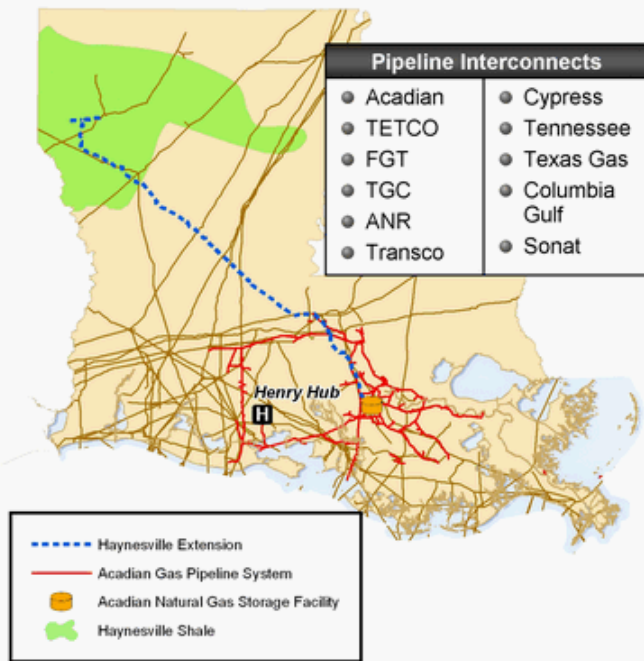 Pipeline Interconnects
Acadian
TETCO
FGT
TGC
ANR
Transco
Cypress
Tennessee
Texas Gas
Columbia
Gulf
Sonat
Henry Hub
H
Haynesville Extension
Acadian Gas Pipeline System
Acadian Natural Gas Storage Facility
Haynesville Shale